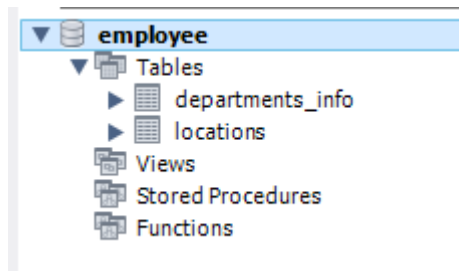 employee
Tables
departments_info
locations
Views
Stored Procedures
Functions